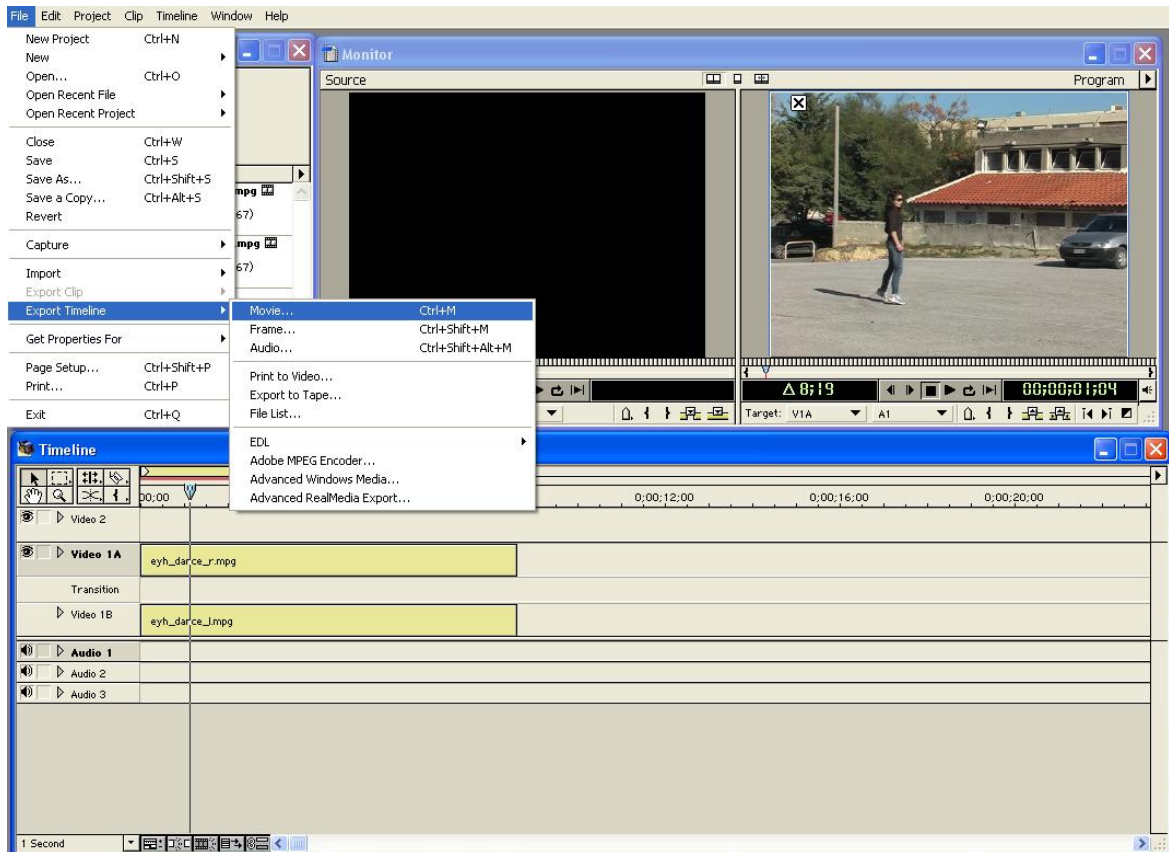 File Edit Project Clip Timeline Window Help
New Project Ctrl+N
New
Open... Ctrl+O
Open Recent File
Open Recent Project
Close Ctrl+W
Save Ctrl+S
Save As... Ctrl+Shift+S
Save a Copy... Ctrl+Alt+S
Revert
Capture
Import
Export Clip
Export Timeline
Get Properties For
Page Setup... Ctrl+Shift+P
Print... Ctrl+P
Exit Ctrl+Q
mpg
67)
.mpg
67)
Movie... Ctrl+M
Frame... Ctrl+Shift+M
Audio... Ctrl+Shift+Alt+M
Print to Video...
Export to Tape...
File List...
EDL
Adobe MPEG Encoder...
Advanced Windows Media...
Advanced RealMedia Export...
Monitor
Source Program
Δ 8;19 00;00;01;04
Target: V1A A1
Timeline
00;00 0;00;12;00 0;00;16;00 0;00;20;00
Video 2
Video 1A eyh_dance_r.mpg
Transition
Video 1B eyh_dance_l.mpg
Audio 1
Audio 2
Audio 3
1 Second